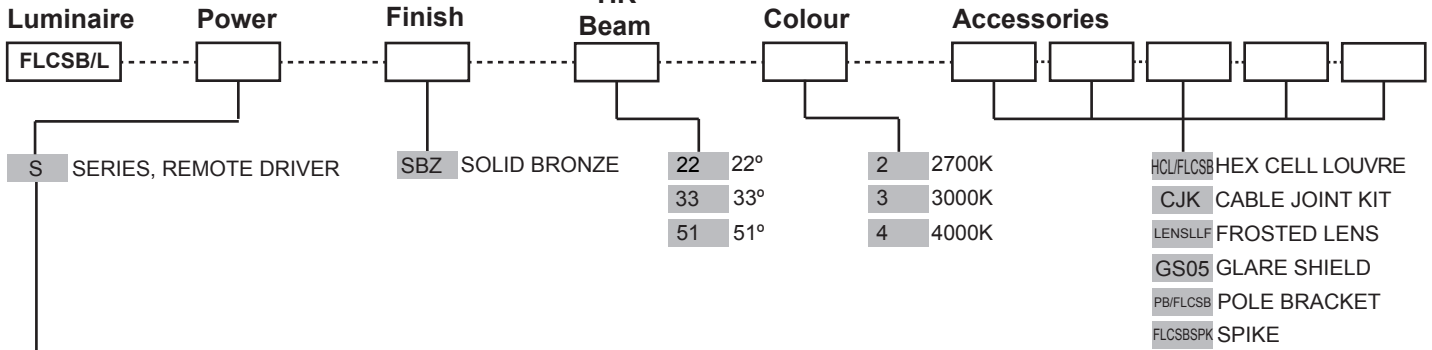 Luminaire Power Finish Beam Colour Accessories
FLCSB/L
S SERIES, REMOTE DRIVER SBZ SOLID BRONZE 22 22º 2 2700K HCL/FLCSB HEX CELL LOUVRE
33 33º 3 3000K CJK CABLE JOINT KIT
51 51º 4 4000K LENSLLF FROSTED LENS
GS05 GLARE SHIELD
PB/FLCSB POLE BRACKET
FLCSBSPK SPIKE